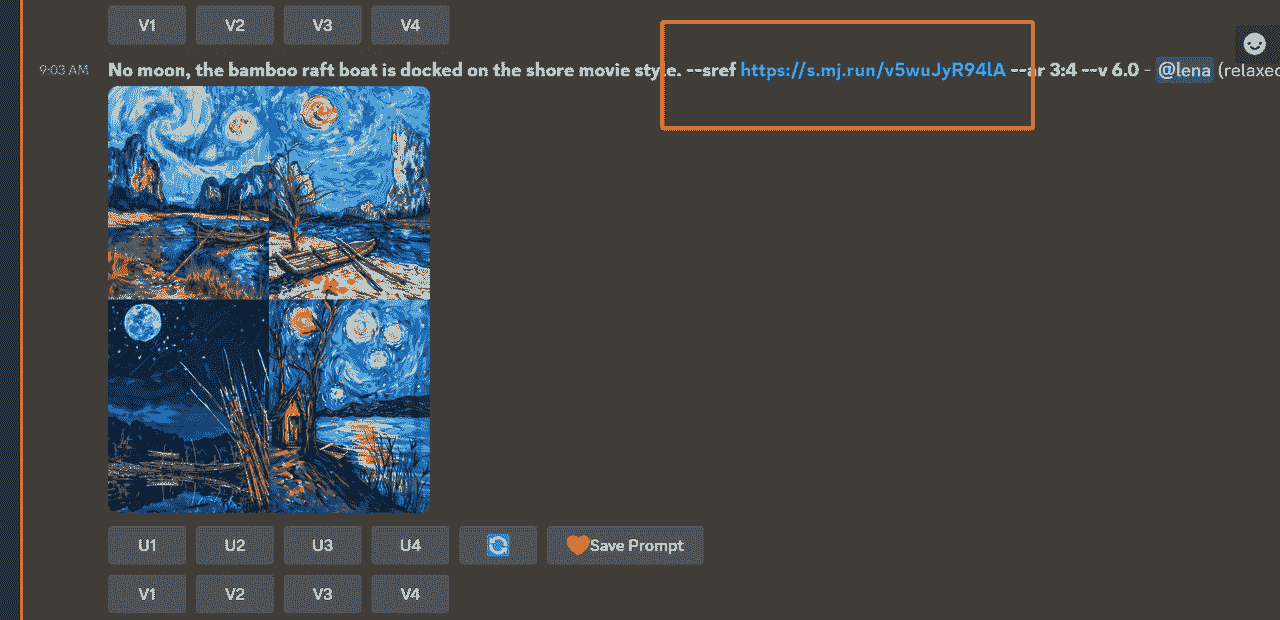 V1 V2 V3 V4
9:03 AM No moon, the bamboo raft boat is docked on the shore movie style. --sref https://s.mj.run/v5wuJyR94lA --ar 3:4 --v 6.0 - @lena (relaxed
U1 U2 U3 U4 Save Prompt
V1 V2 V3 V4